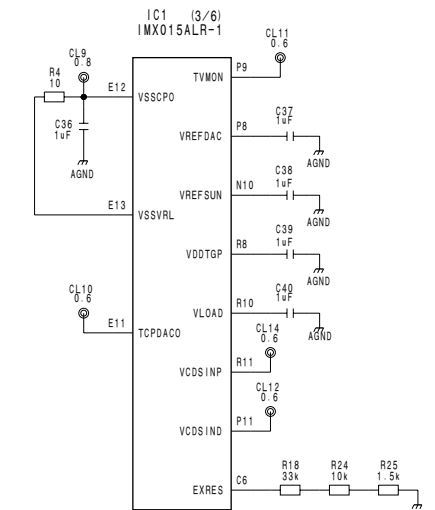 IC1 (3/6)
IMX015ALR-1
CL11
0.6
CL9
0.8
R4
10
E12
VSSCPO
P9
TVMON
C36
1uF
AGND
C37
1uF
P8
VREFDAC
AGND
C38
1uF
N10
VREFSUN
AGND
E13
VSSVRL
C39
1uF
R8
VDDTGP
AGND
CL10
0.6
C40
1uF
R10
VLOAD
AGND
E11
TCPDACO
CL14
0.6
R11
VCDSINP
CL12
0.6
P11
VCDSIND
C6
EXRES
R18
33k
R24
10k
R25
1.5k